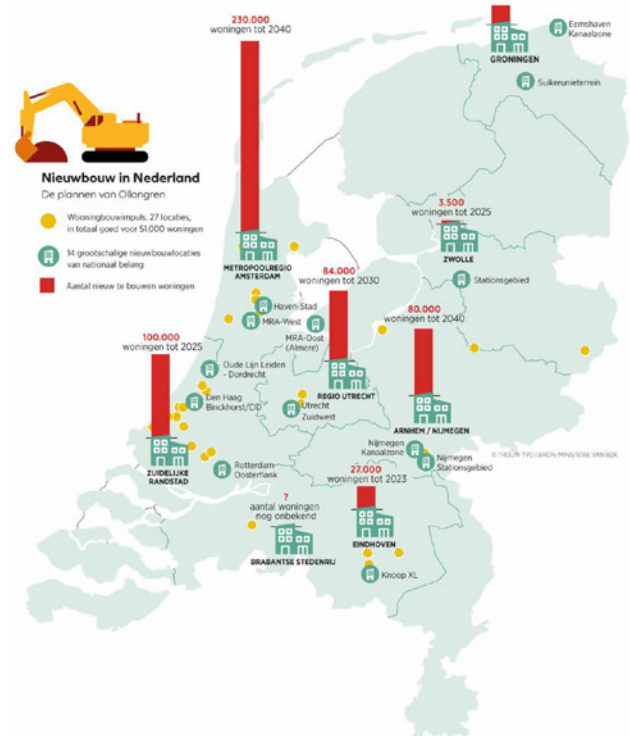 230.000
woningen tot 2040
GRONINGEN
Eemshaven
Kanaalzone
Suikerunieterrein
Nieuwbouw in Nederland
De plannen van Ollongren
Wooningbouwimpuls, 27 locaties,
in totaal goed voor 51.000 woningen
14 grootschalige nieuwbouwlocaties
van nationaal belang
Aantal nieuw te bouwen woningen
METROPOOLREGIO
AMSTERDAM
3.500
woningen tot 2025
ZWOLLE
Stationsgebied
84.000
woningen tot 2030
Haven-Stad
MRA-West
MRA-Oost
(Almere)
REGIO UTRECHT
80.000
woningen tot 2040
ARNHEM / NIJMEGEN
100.000
woningen tot 2025
Oude Lijn Leiden
- Dordrecht
Den Haag
Binckhorst/CID
Utrecht
Zuidwest
ZUIDELIJKE
RANDSTAD
Rotterdam
Oosterflank
Nijmegen
Kanaalzone
Nijmegen
Stationsgebied
© TROUW, BRON: MINISTERIE VAN BZK
?
aantal woningen
nog onbekend
BRABANTSE STEDENRIJ
27.000
woningen tot 2023
EINDHOVEN
Knoop XL